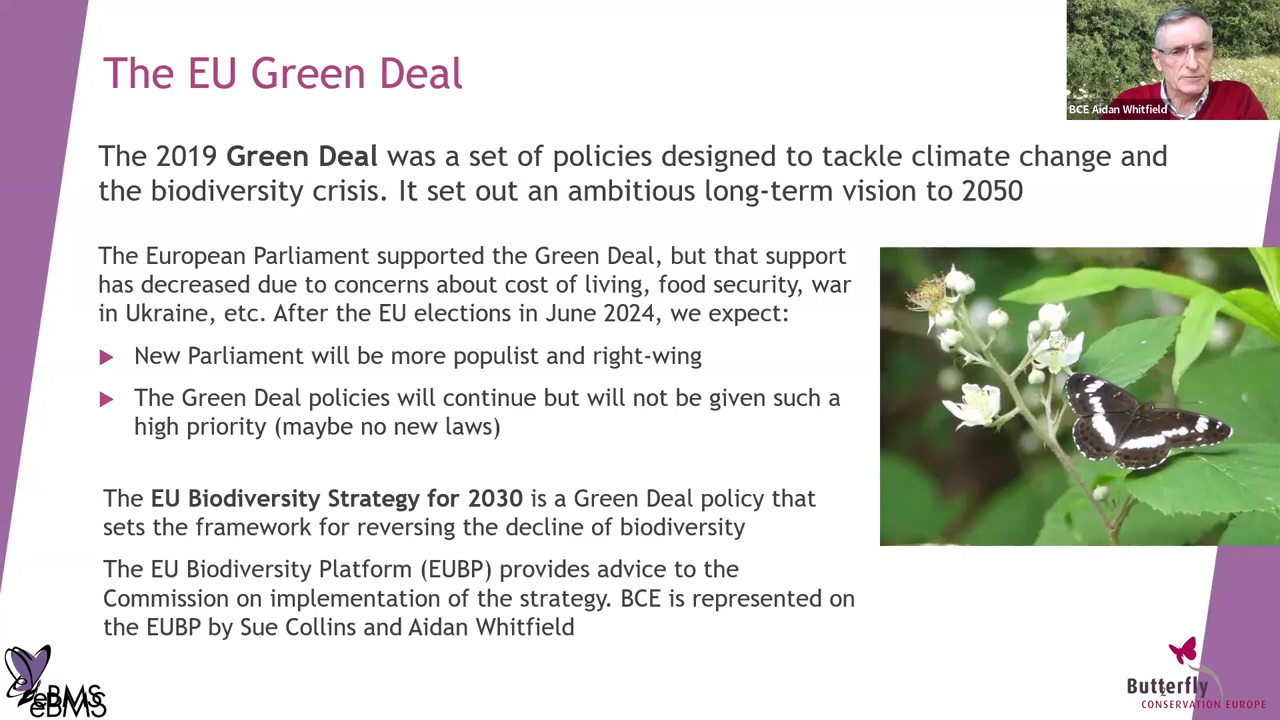 The EU Green Deal
BCE Aidan Whitfield
The 2019 Green Deal was a set of policies designed to tackle climate change and
the biodiversity crisis. It set out an ambitious long-term vision to 2050
The European Parliament supported the Green Deal, but that support
has decreased due to concerns about cost of living, food security, war
in Ukraine, etc. After the EU elections in June 2024, we expect:
New Parliament will be more populist and right-wing
The Green Deal policies will continue but will not be given such a
high priority (maybe no new laws)
The EU Biodiversity Strategy for 2030 is a Green Deal policy that
sets the framework for reversing the decline of biodiversity
The EU Biodiversity Platform (EUBP) provides advice to the
Commission on implementation of the strategy. BCE is represented on
the EUBP by Sue Collins and Aidan Whitfield
eBMS
eBMS
Butterfly
2
CONSERVATION EUROPE